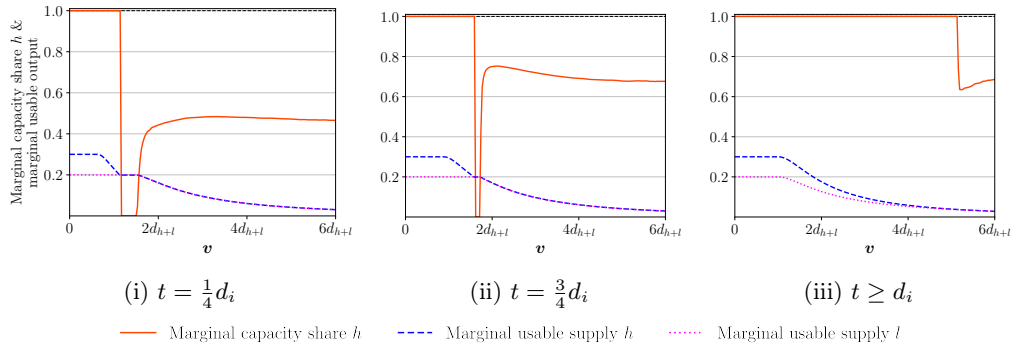 Marginal capacity share h &
marginal usable output
1.0
0.8
0.6
0.4
0.2
0
2d_{h+l}
4d_{h+l}
6d_{h+l}
v
(i) t = \frac{1}{4}d_i
1.0
0.8
0.6
0.4
0.2
0
2d_{h+l}
4d_{h+l}
6d_{h+l}
v
(ii) t = \frac{3}{4}d_i
1.0
0.8
0.6
0.4
0.2
0
2d_{h+l}
4d_{h+l}
6d_{h+l}
v
(iii) t ≥ d_i
Marginal capacity share h
Marginal usable supply h
Marginal usable supply l